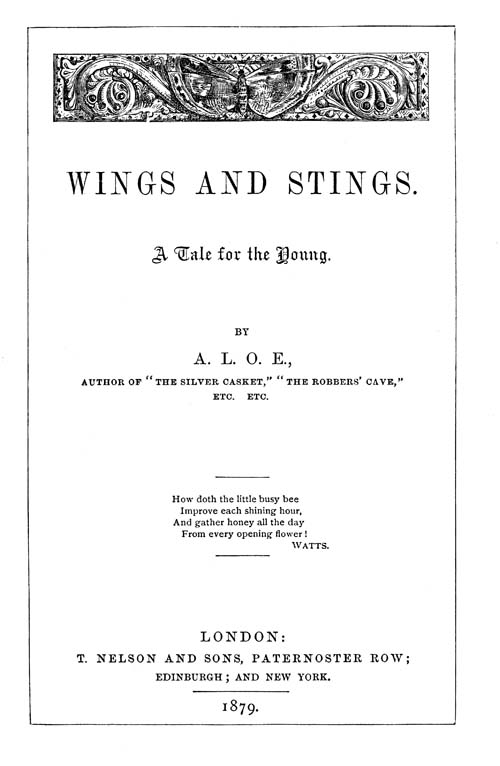 WINGS AND STINGS.
A Tale for the Young.
BY
A. L. O. E.,
AUTHOR OF “THE SILVER CASKET,” “THE ROBBERS’ CAVE,”
ETC. ETC.
How doth the little busy bee
Improve each shining hour,
And gather honey all the day
From every opening flower!
WATTS.
LONDON:
T. NELSON AND SONS, PATERNOSTER ROW;
EDINBURGH; AND NEW YORK.
1879.